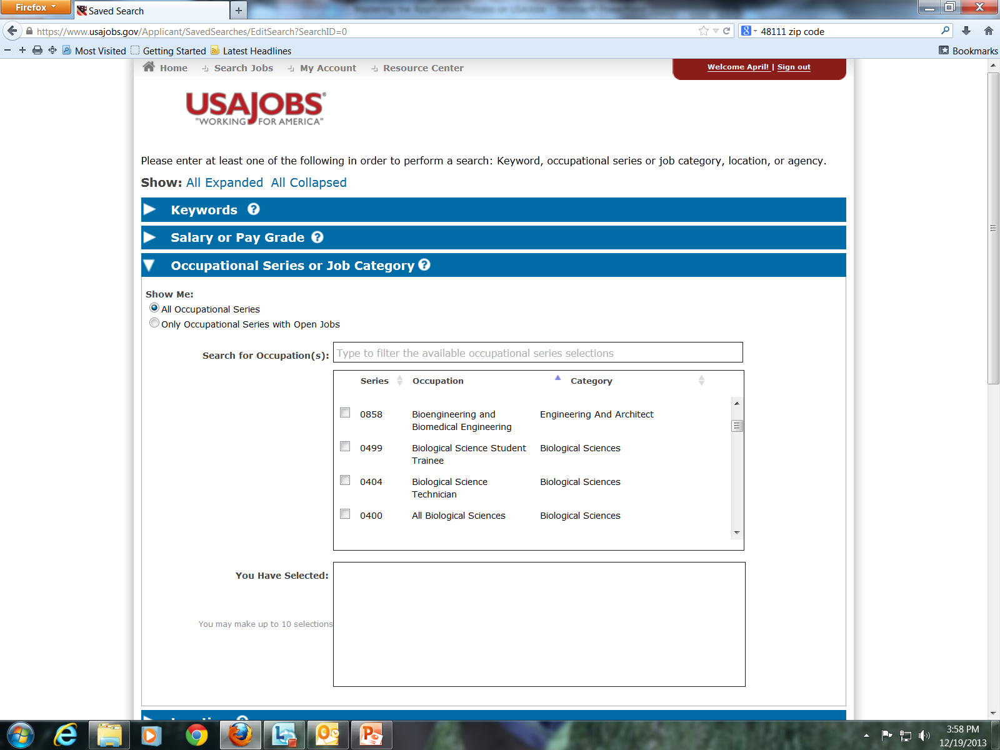 Firefox
Saved Search
https://www.usajobs.gov/Applicant/SavedSearches/EditSearch?SearchID=0
48111 zip code
Most Visited
Getting Started
Latest Headlines
Bookmarks
Home
Search Jobs
My Account
Resource Center
Welcome April! | Sign out
USAJOBS®
"WORKING FOR AMERICA"
Please enter at least one of the following in order to perform a search: Keyword, occupational series or job category, location, or agency.
Show: All Expanded All Collapsed
Keywords ?
Salary or Pay Grade ?
Occupational Series or Job Category ?
Show Me:
All Occupational Series
Only Occupational Series with Open Jobs
Search for Occupation(s):
Type to filter the available occupational series selections
Series Occupation Category
0858 Bioengineering and Engineering And Architect
Biomedical Engineering
0499 Biological Science Student Biological Sciences
Trainee
0404 Biological Science Biological Sciences
Technician
0400 All Biological Sciences Biological Sciences
You Have Selected:
You may make up to 10 selections
3:58 PM
12/19/2013